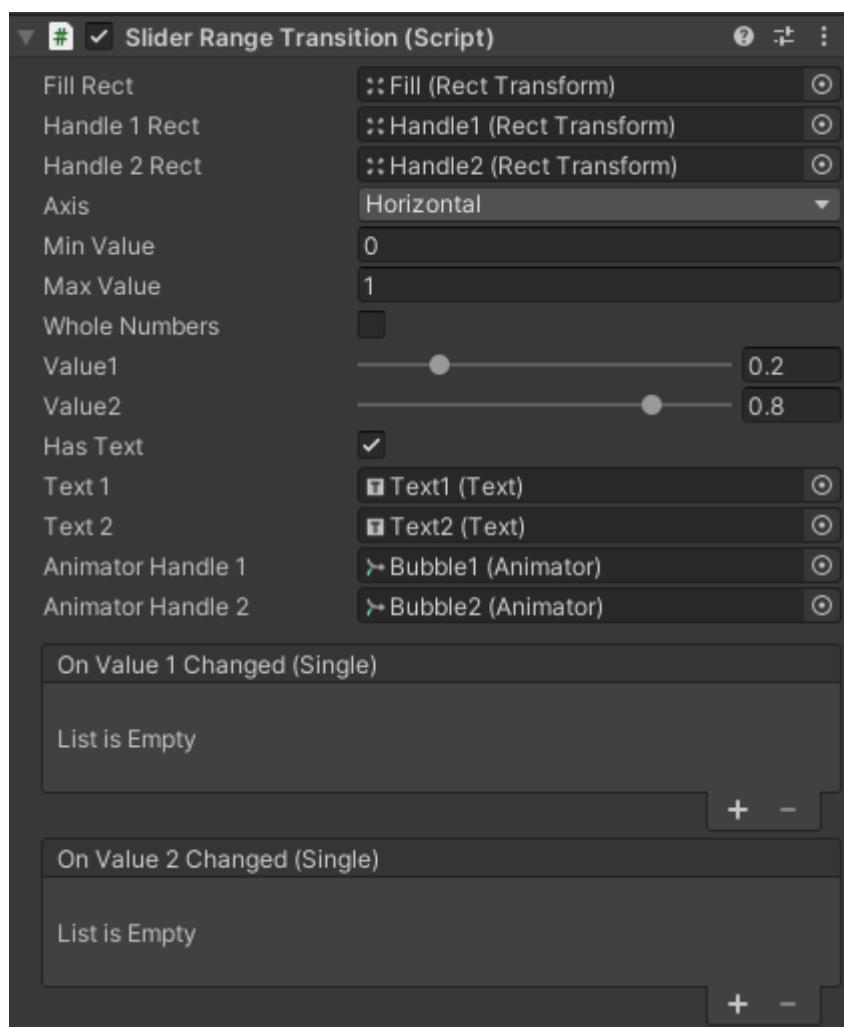 # Slider Range Transition (Script)
Fill Rect Fill (Rect Transform)
Handle 1 Rect Handle1 (Rect Transform)
Handle 2 Rect Handle2 (Rect Transform)
Axis Horizontal
Min Value 0
Max Value 1
Whole Numbers
Value1 0.2
Value2 0.8
Has Text
Text 1 T Text1 (Text)
Text 2 T Text2 (Text)
Animator Handle 1 Bubble1 (Animator)
Animator Handle 2 Bubble2 (Animator)
On Value 1 Changed (Single)
List is Empty
+ −
On Value 2 Changed (Single)
List is Empty
+ −